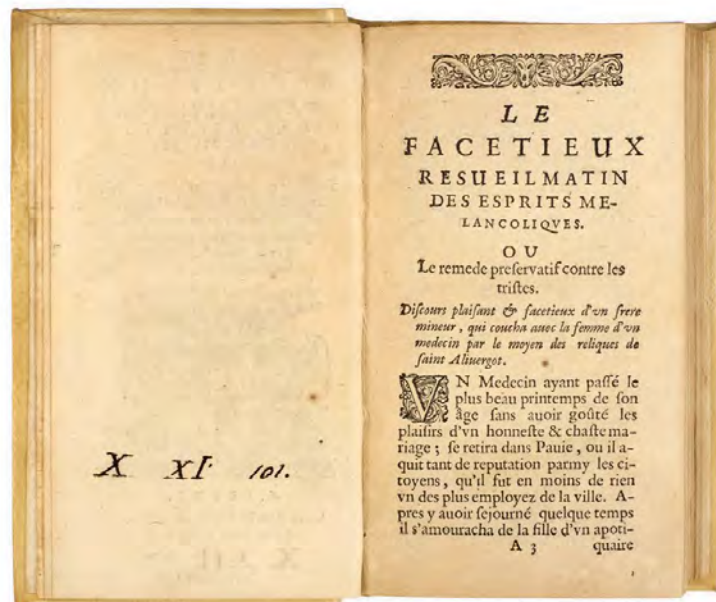 X XI 101.
LE
FACETIEUX
RESUEILMATIN
DES ESPRITS ME-
LANCOLIQVES.
OU
Le remede preſervatif contre les
triſtes.
Diſcours plaiſant & facetieux d'vn frere
mineur, qui coucha auec la femme d'vn
medecin par le moyen des reliques de
ſaint Aliuergot.
VN Medecin ayant paſſé le
plus beau printemps de ſon
âge ſans auoir goûté les
plaiſirs d'vn honneſte & chaſte ma-
riage ; ſe retira dans Pauie, ou il a-
quit tant de reputation parmy les ci-
toyens, qu'il fut en moins de rien
vn des plus employez de la ville. A-
pres y auoir ſejourné quelque temps
il s'amouracha de la fille d'vn apoti-
A 3 quaire